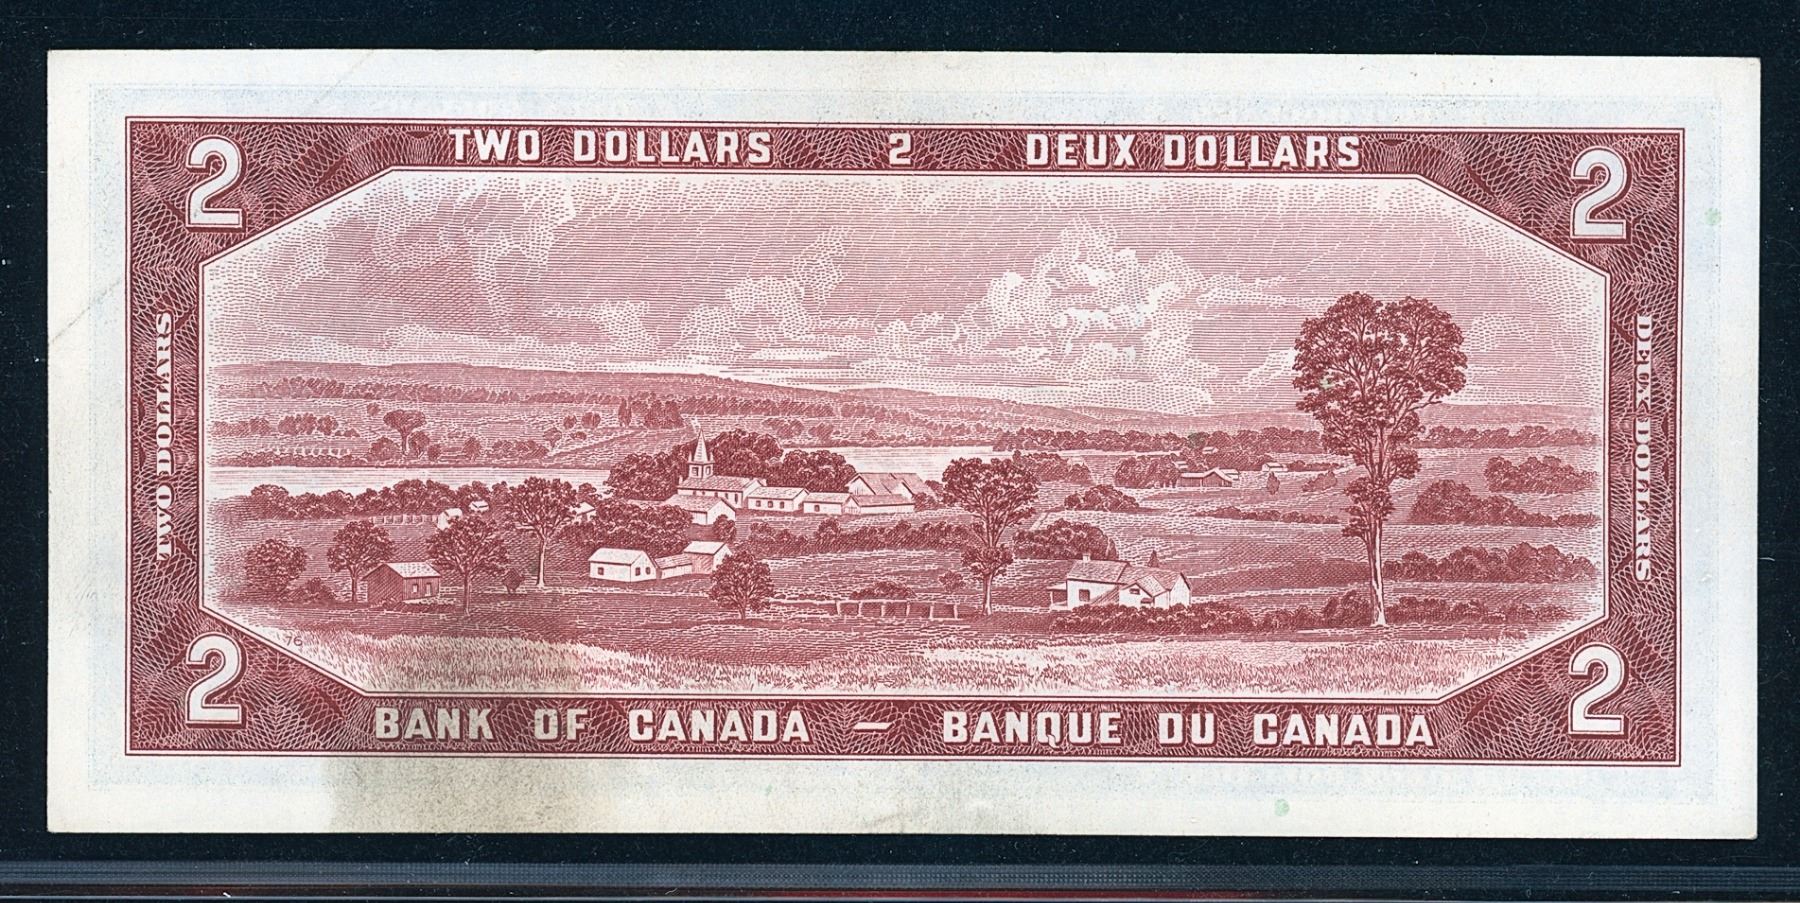 TWO DOLLARS 2 DEUX DOLLARS
2
2
TWO DOLLARS
DEUX DOLLARS
76
2
2
BANK OF CANADA — BANQUE DU CANADA